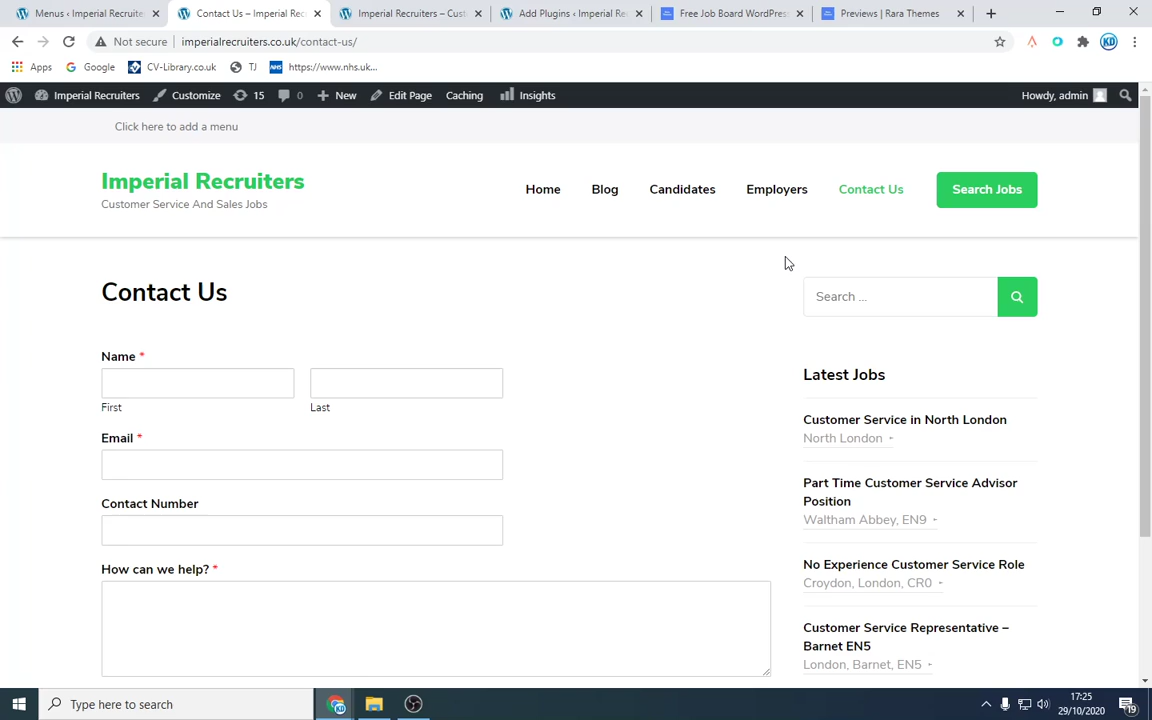 Menus ‹ Imperial Recruiter
Contact Us – Imperial Rec
Imperial Recruiters – Cust
Add Plugins ‹ Imperial Re
Free Job Board WordPress
Previews | Rara Themes
Not secure
imperialrecruiters.co.uk/contact-us/
Apps
Google
CV-Library.co.uk
TJ
NHS
https://www.nhs.uk...
Imperial Recruiters
Customize
15
0
New
Edit Page
Caching
Insights
Howdy, admin
Click here to add a menu
Imperial Recruiters
Customer Service And Sales Jobs
Home
Blog
Candidates
Employers
Contact Us
Search Jobs
Contact Us
Search ...
Name *
First
Last
Email *
Contact Number
How can we help? *
Latest Jobs
Customer Service in North London
North London
Part Time Customer Service Advisor
Position
Waltham Abbey, EN9
No Experience Customer Service Role
Croydon, London, CR0
Customer Service Representative –
Barnet EN5
London, Barnet, EN5
Type here to search
KD
17:25
29/10/2020
19